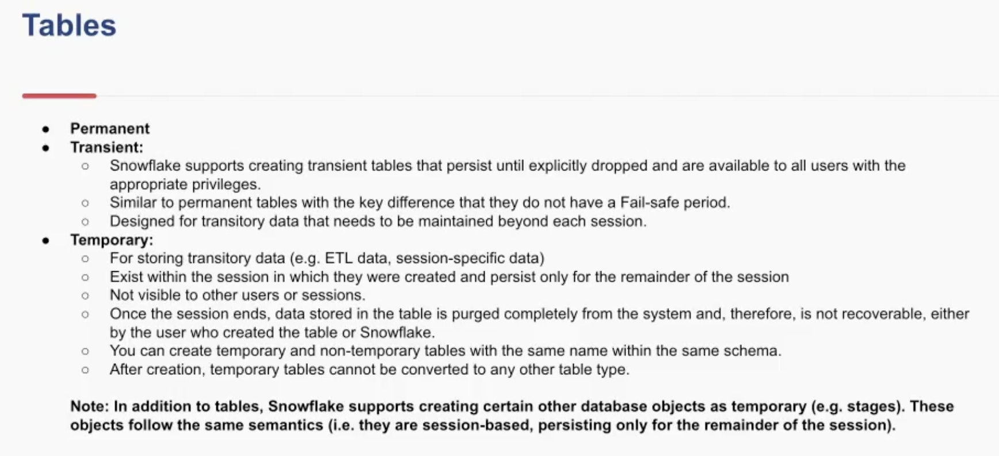 Tables
● Permanent
● Transient:
○ Snowflake supports creating transient tables that persist until explicitly dropped and are available to all users with the
appropriate privileges.
○ Similar to permanent tables with the key difference that they do not have a Fail-safe period.
○ Designed for transitory data that needs to be maintained beyond each session.
● Temporary:
○ For storing transitory data (e.g. ETL data, session-specific data)
○ Exist within the session in which they were created and persist only for the remainder of the session
○ Not visible to other users or sessions.
○ Once the session ends, data stored in the table is purged completely from the system and, therefore, is not recoverable, either
by the user who created the table or Snowflake.
○ You can create temporary and non-temporary tables with the same name within the same schema.
○ After creation, temporary tables cannot be converted to any other table type.
Note: In addition to tables, Snowflake supports creating certain other database objects as temporary (e.g. stages). These
objects follow the same semantics (i.e. they are session-based, persisting only for the remainder of the session).